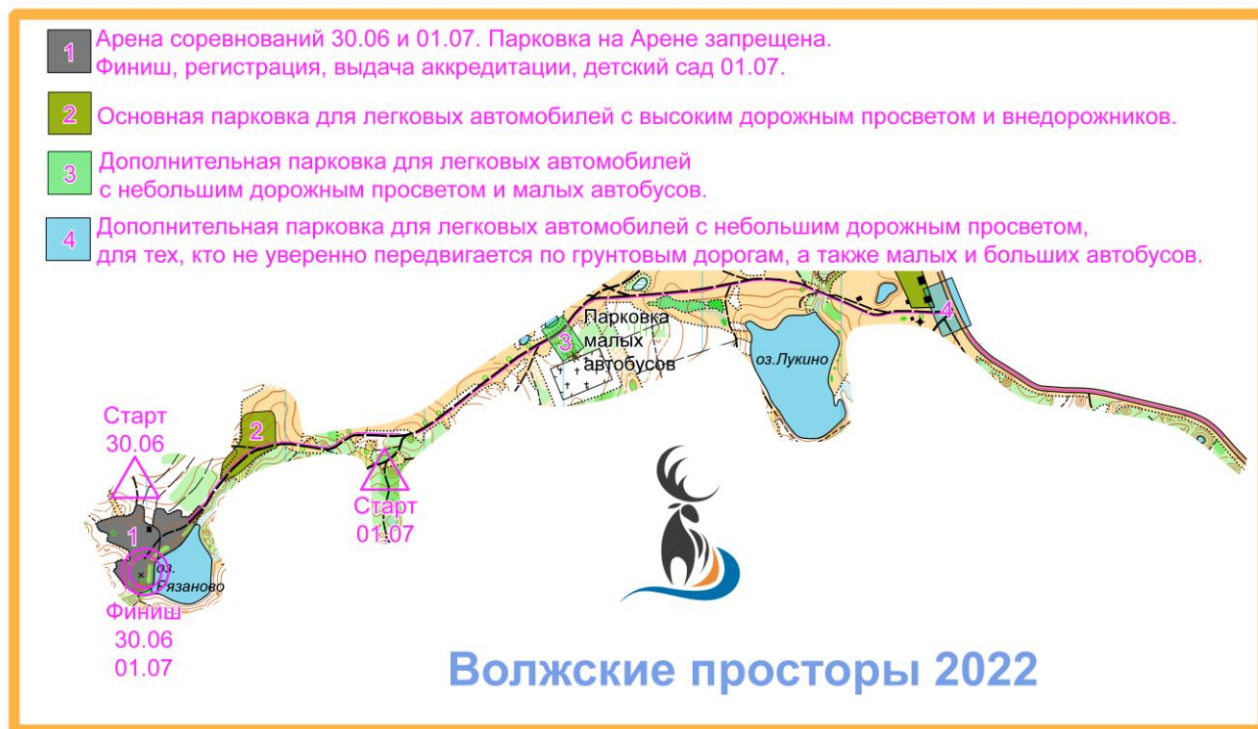 1 Арена соревнований 30.06 и 01.07. Парковка на Арене запрещена.
Финиш, регистрация, выдача аккредитации, детский сад 01.07.
2 Основная парковка для легковых автомобилей с высоким дорожным просветом и внедорожников.
3 Дополнительная парковка для легковых автомобилей
с небольшим дорожным просветом и малых автобусов.
4 Дополнительная парковка для легковых автомобилей с небольшим дорожным просветом,
для тех, кто не уверенно передвигается по грунтовым дорогам, а также малых и больших автобусов.
4
Парковка
3 малых
автобусов
оз.Лукино
Старт
30.06
2
Старт
01.07
1
оз.
Рязаново
Финиш
30.06
01.07
Волжские просторы 2022